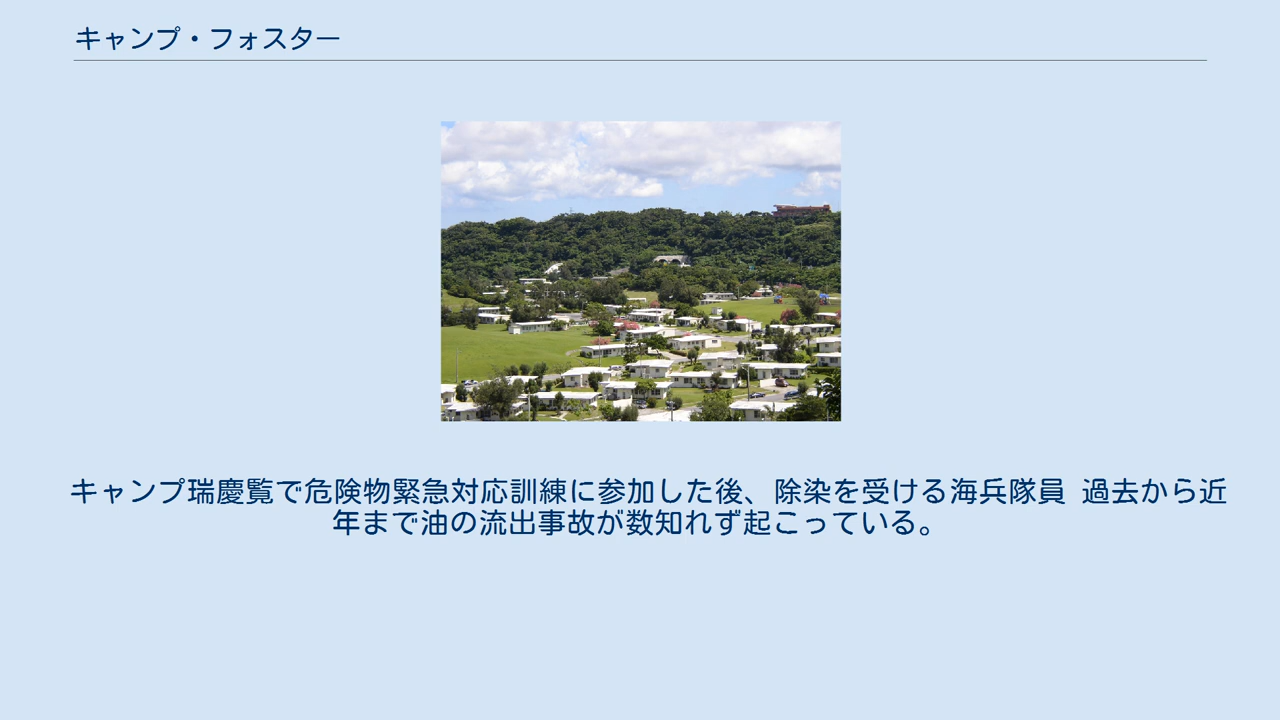 キャンプ・フォスター
キャンプ瑞慶覧で危険物緊急対応訓練に参加した後、除染を受ける海兵隊員 過去から近
年まで油の流出事故が数知れず起こっている。